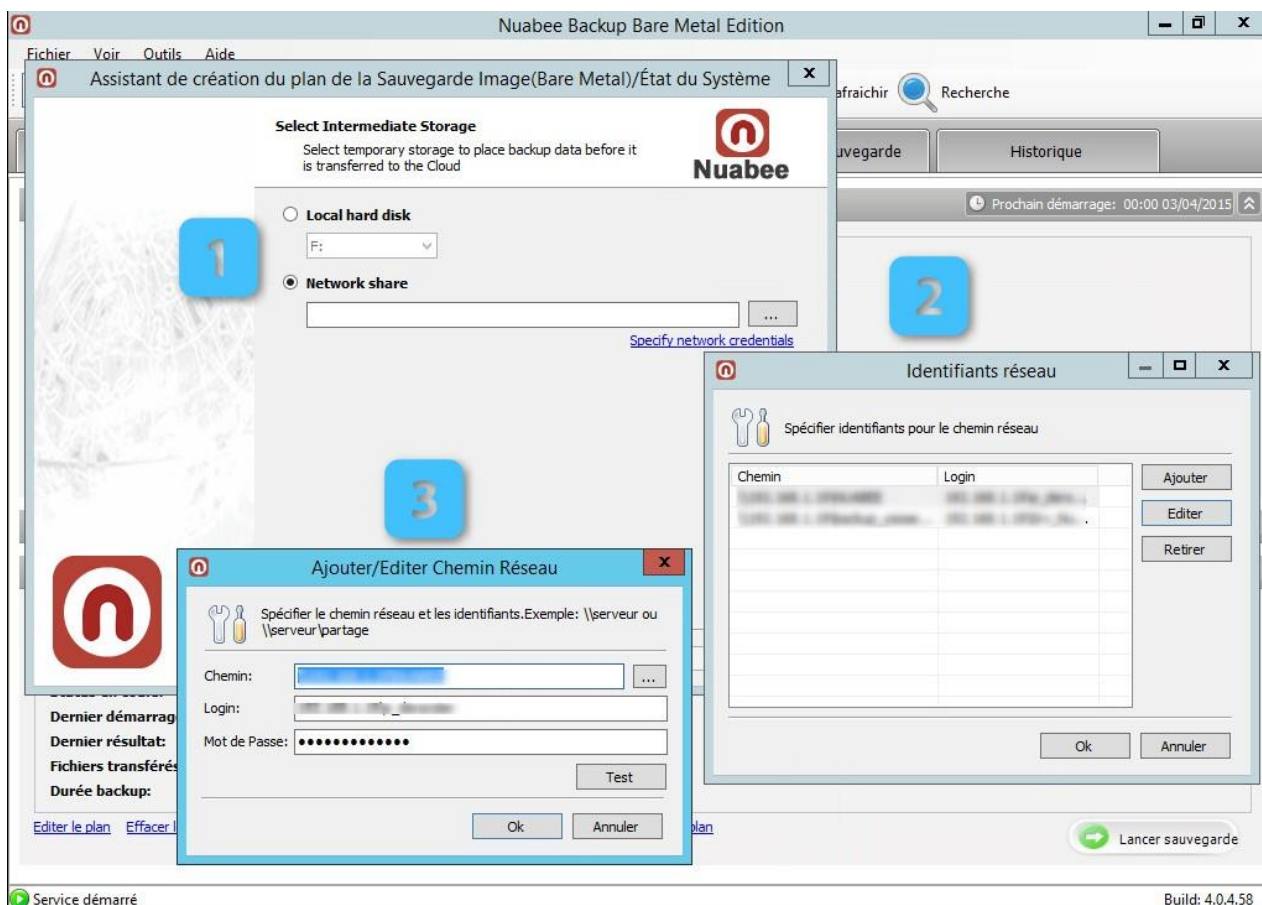 Nuabee Backup Bare Metal Edition
Fichier Voir Outils Aide
Assistant de création du plan de la Sauvegarde Image(Bare Metal)/État du Système
Recherche
Select Intermediate Storage
Select temporary storage to place backup data before it
is transferred to the Cloud
Nuabee
Historique
Prochain démarrage: 00:00 03/04/2015
Local hard disk
F:
1
Network share
...
Specify network credentials
2
Identifiants réseau
Spécifier identifiants pour le chemin réseau
Chemin Login
Ajouter
Editer
Retirer
Ok Annuler
3
Ajouter/Editer Chemin Réseau
Spécifier le chemin réseau et les identifiants.Exemple: \\serveur ou
\\serveur\partage
Chemin:
...
Login:
Mot de Passe: •••••••••••••
Test
Ok Annuler
Dernier démarrag
Dernier résultat:
Fichiers transférés
Durée backup:
Editer le plan Effacer l
plan
Lancer sauvegarde
Service démarré
Build: 4.0.4.58